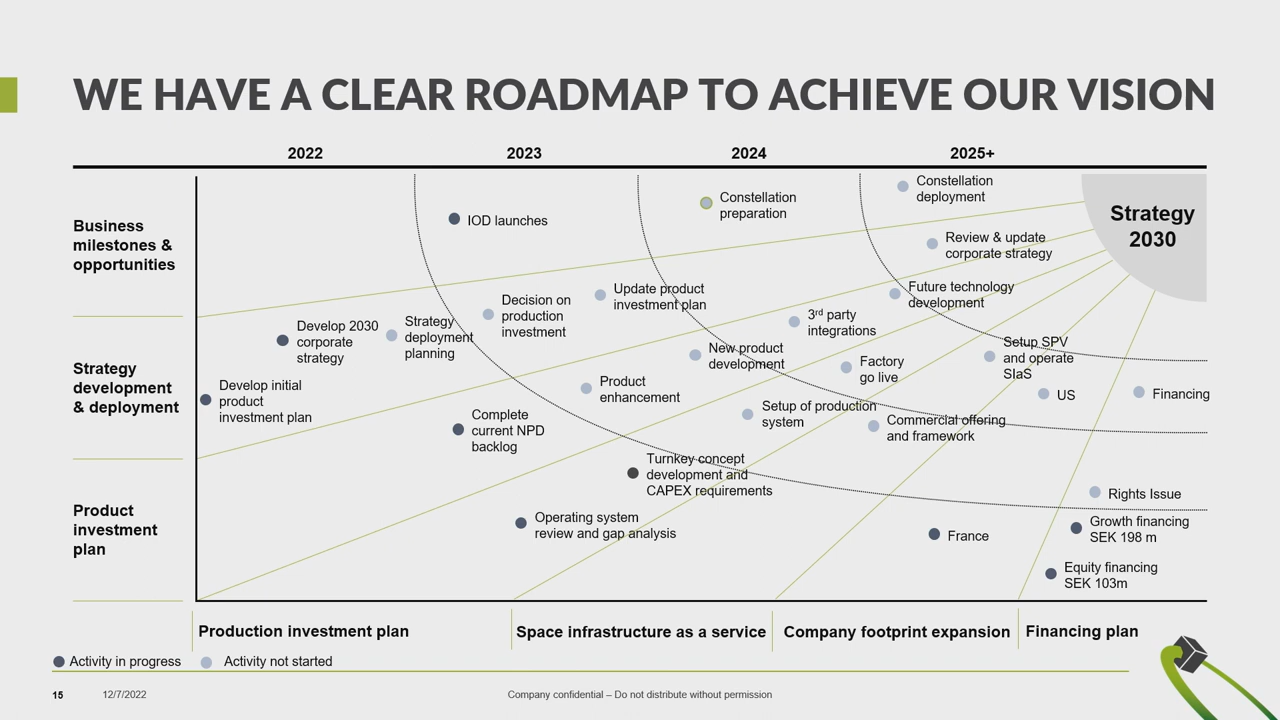 WE HAVE A CLEAR ROADMAP TO ACHIEVE OUR VISION
2022
2023
2024
2025+
Business
milestones &
opportunities
Strategy
development
& deployment
Product
investment
plan
IOD launches
Constellation
preparation
Constellation
deployment
Review & update
corporate strategy
Strategy
2030
Develop 2030
corporate
strategy
Strategy
deployment
planning
Decision on
production
investment
Update product
investment plan
Future technology
development
3rd party
integrations
Develop initial
product
investment plan
Product
enhancement
New product
development
Factory
go live
Setup SPV
and operate
SIaS
US
Financing
Complete
current NPD
backlog
Setup of production
system
Commercial offering
and framework
Turnkey concept
development and
CAPEX requirements
Operating system
review and gap analysis
France
Rights Issue
Growth financing
SEK 198 m
Equity financing
SEK 103m
Production investment plan
Space infrastructure as a service
Company footprint expansion
Financing plan
Activity in progress
Activity not started
15
12/7/2022
Company confidential – Do not distribute without permission